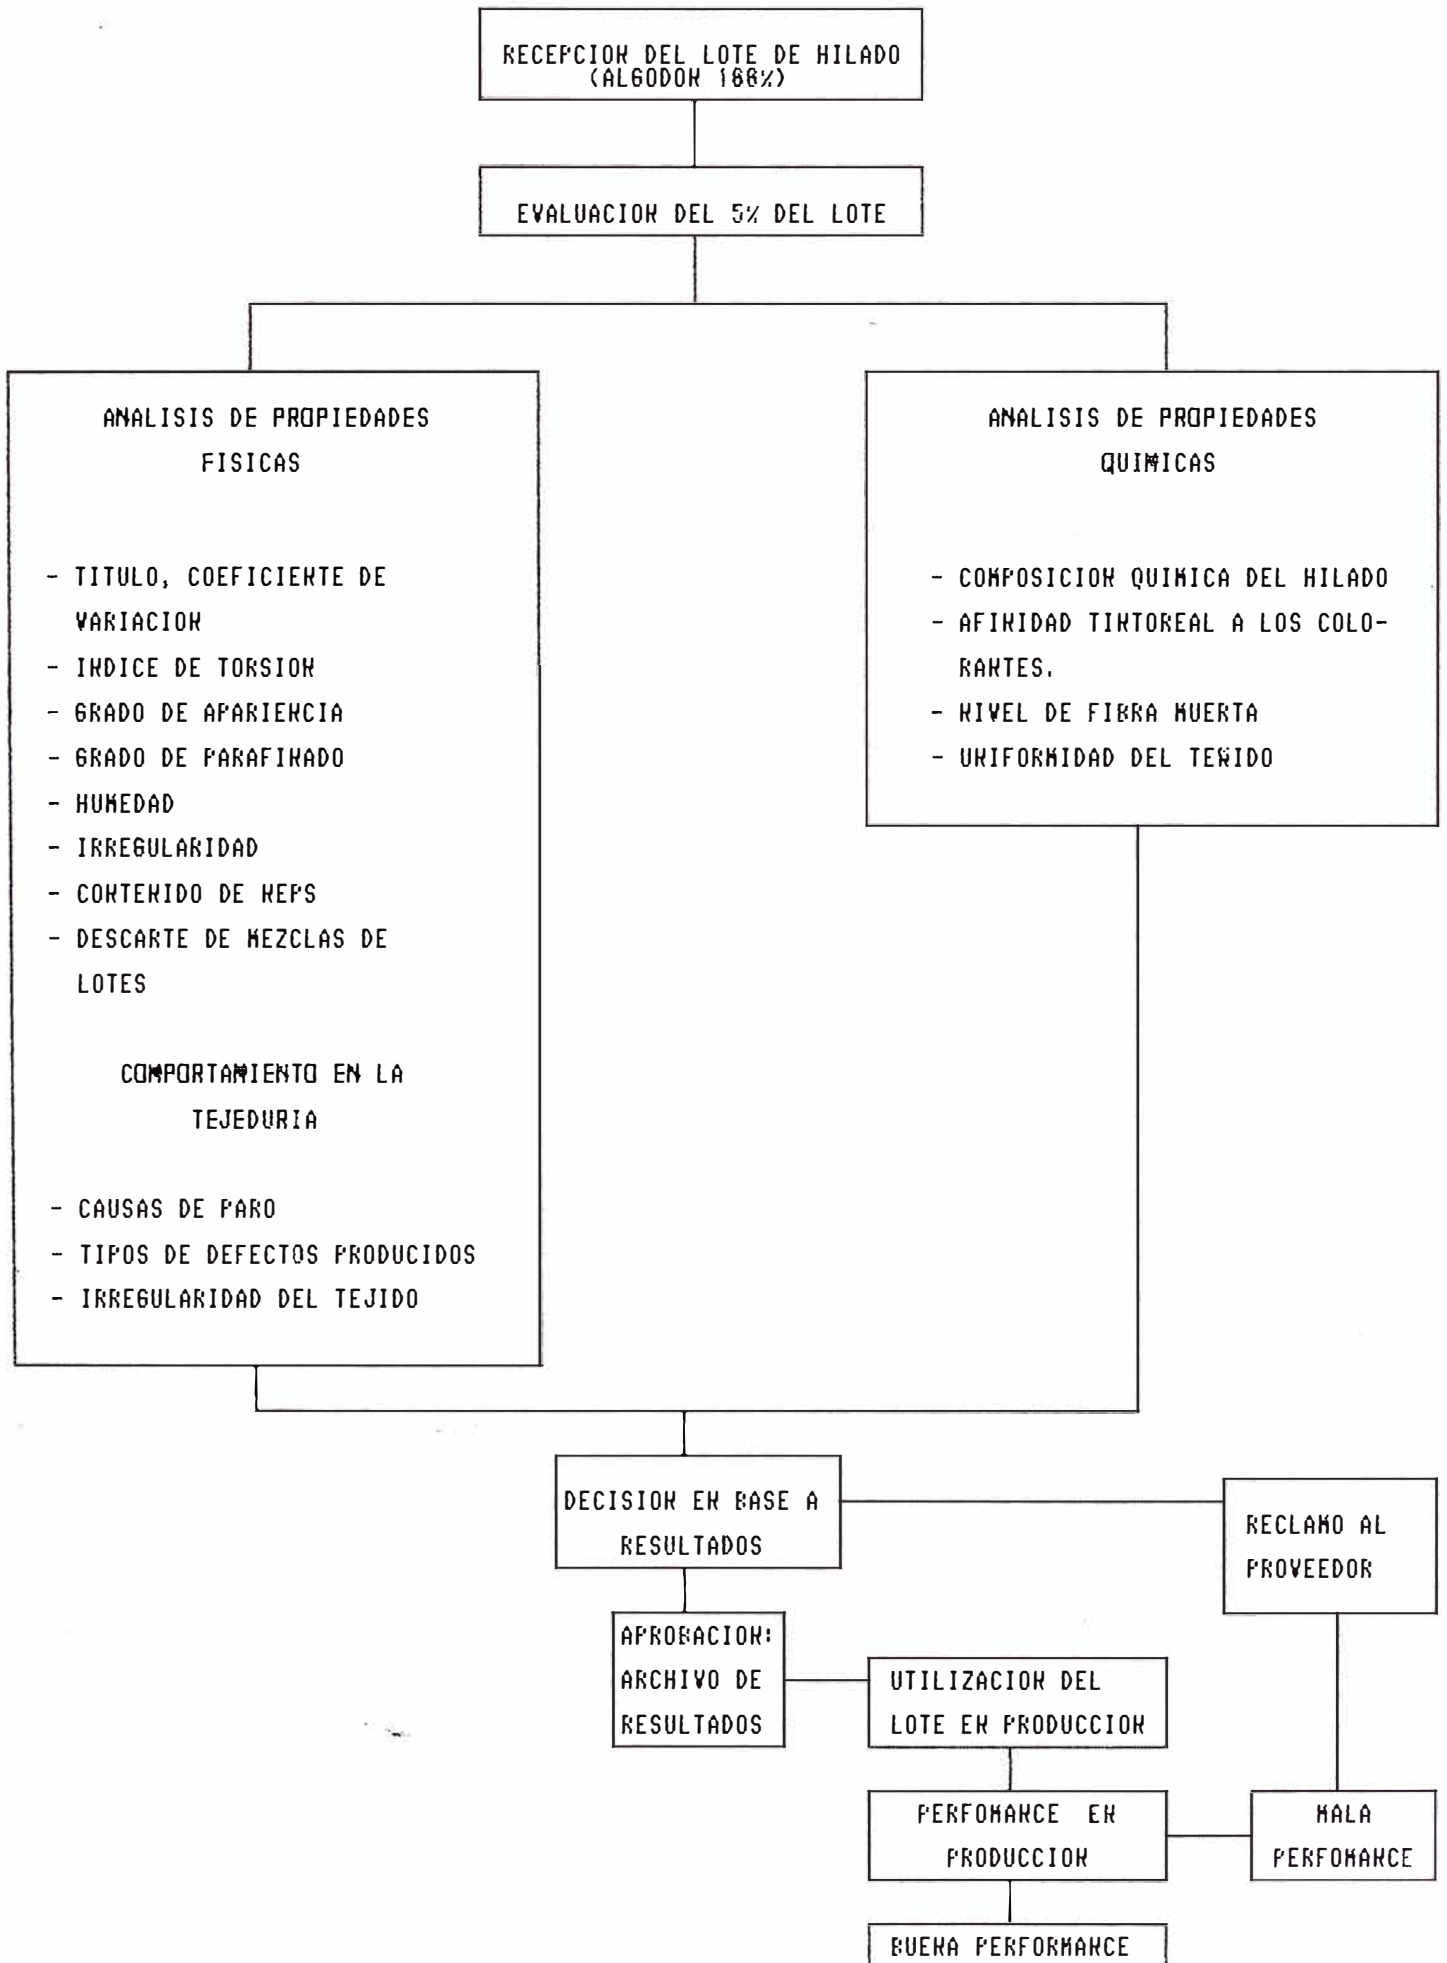 RECEPCION DEL LOTE DE HILADO
(ALGODON 100%)
EVALUACION DEL 5% DEL LOTE
ANALISIS DE PROPIEDADES
FISICAS
- TITULO, COEFICIENTE DE
VARIACION
- INDICE DE TORSION
- GRADO DE APARIENCIA
- GRADO DE PARAFINADO
- HUMEDAD
- IRREGULARIDAD
- CONTENIDO DE NEPS
- DESCARTE DE MEZCLAS DE
LOTES
COMPORTAMIENTO EN LA
TEJEDURIA
- CAUSAS DE PARO
- TIPOS DE DEFECTOS PRODUCIDOS
- IRREGULARIDAD DEL TEJIDO
ANALISIS DE PROPIEDADES
QUIMICAS
- COMPOSICION QUIMICA DEL HILADO
- AFINIDAD TINTOREAL A LOS COLO-
RANTES.
- NIVEL DE FIBRA MUERTA
- UNIFORMIDAD DEL TEÑIDO
DECISION EN BASE A
RESULTADOS
RECLAMO AL
PROVEEDOR
APROBACION:
ARCHIVO DE
RESULTADOS
UTILIZACION DEL
LOTE EN PRODUCCION
PERFOMANCE EN
PRODUCCION
MALA
PERFOMANCE
BUENA PERFORMANCE